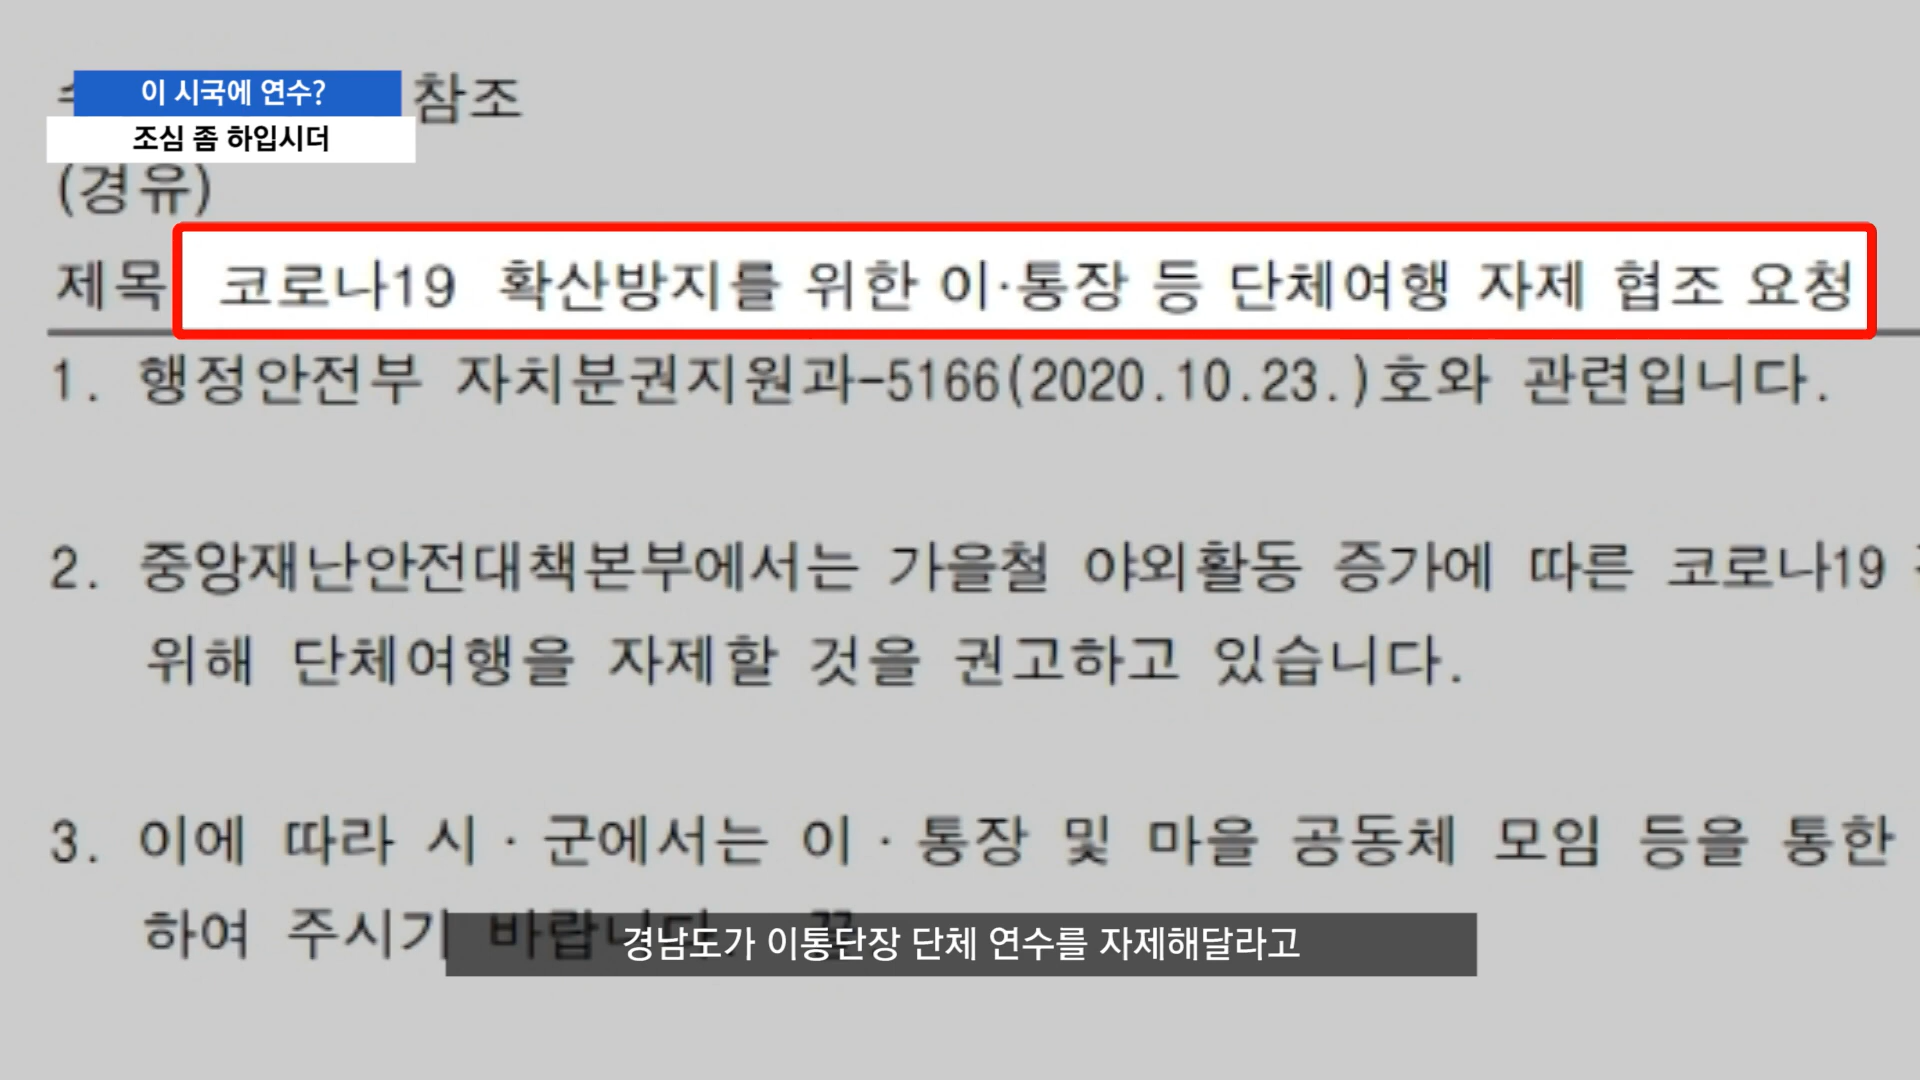 이 시국에 연수?
참조
조심 좀 하입시더
(경유)
제목 코로나19 확산방지를 위한 이·통장 등 단체여행 자제 협조 요청
1. 행정안전부 자치분권지원과-5166(2020.10.23.)호와 관련입니다.
2. 중앙재난안전대책본부에서는 가을철 야외활동 증가에 따른 코로나19
위해 단체여행을 자제할 것을 권고하고 있습니다.
3. 이에 따라 시·군에서는 이·통장 및 마을 공동체 모임 등을 통한
하여 주시기 바랍니다. 끝
경남도가 이통단장 단체 연수를 자제해달라고